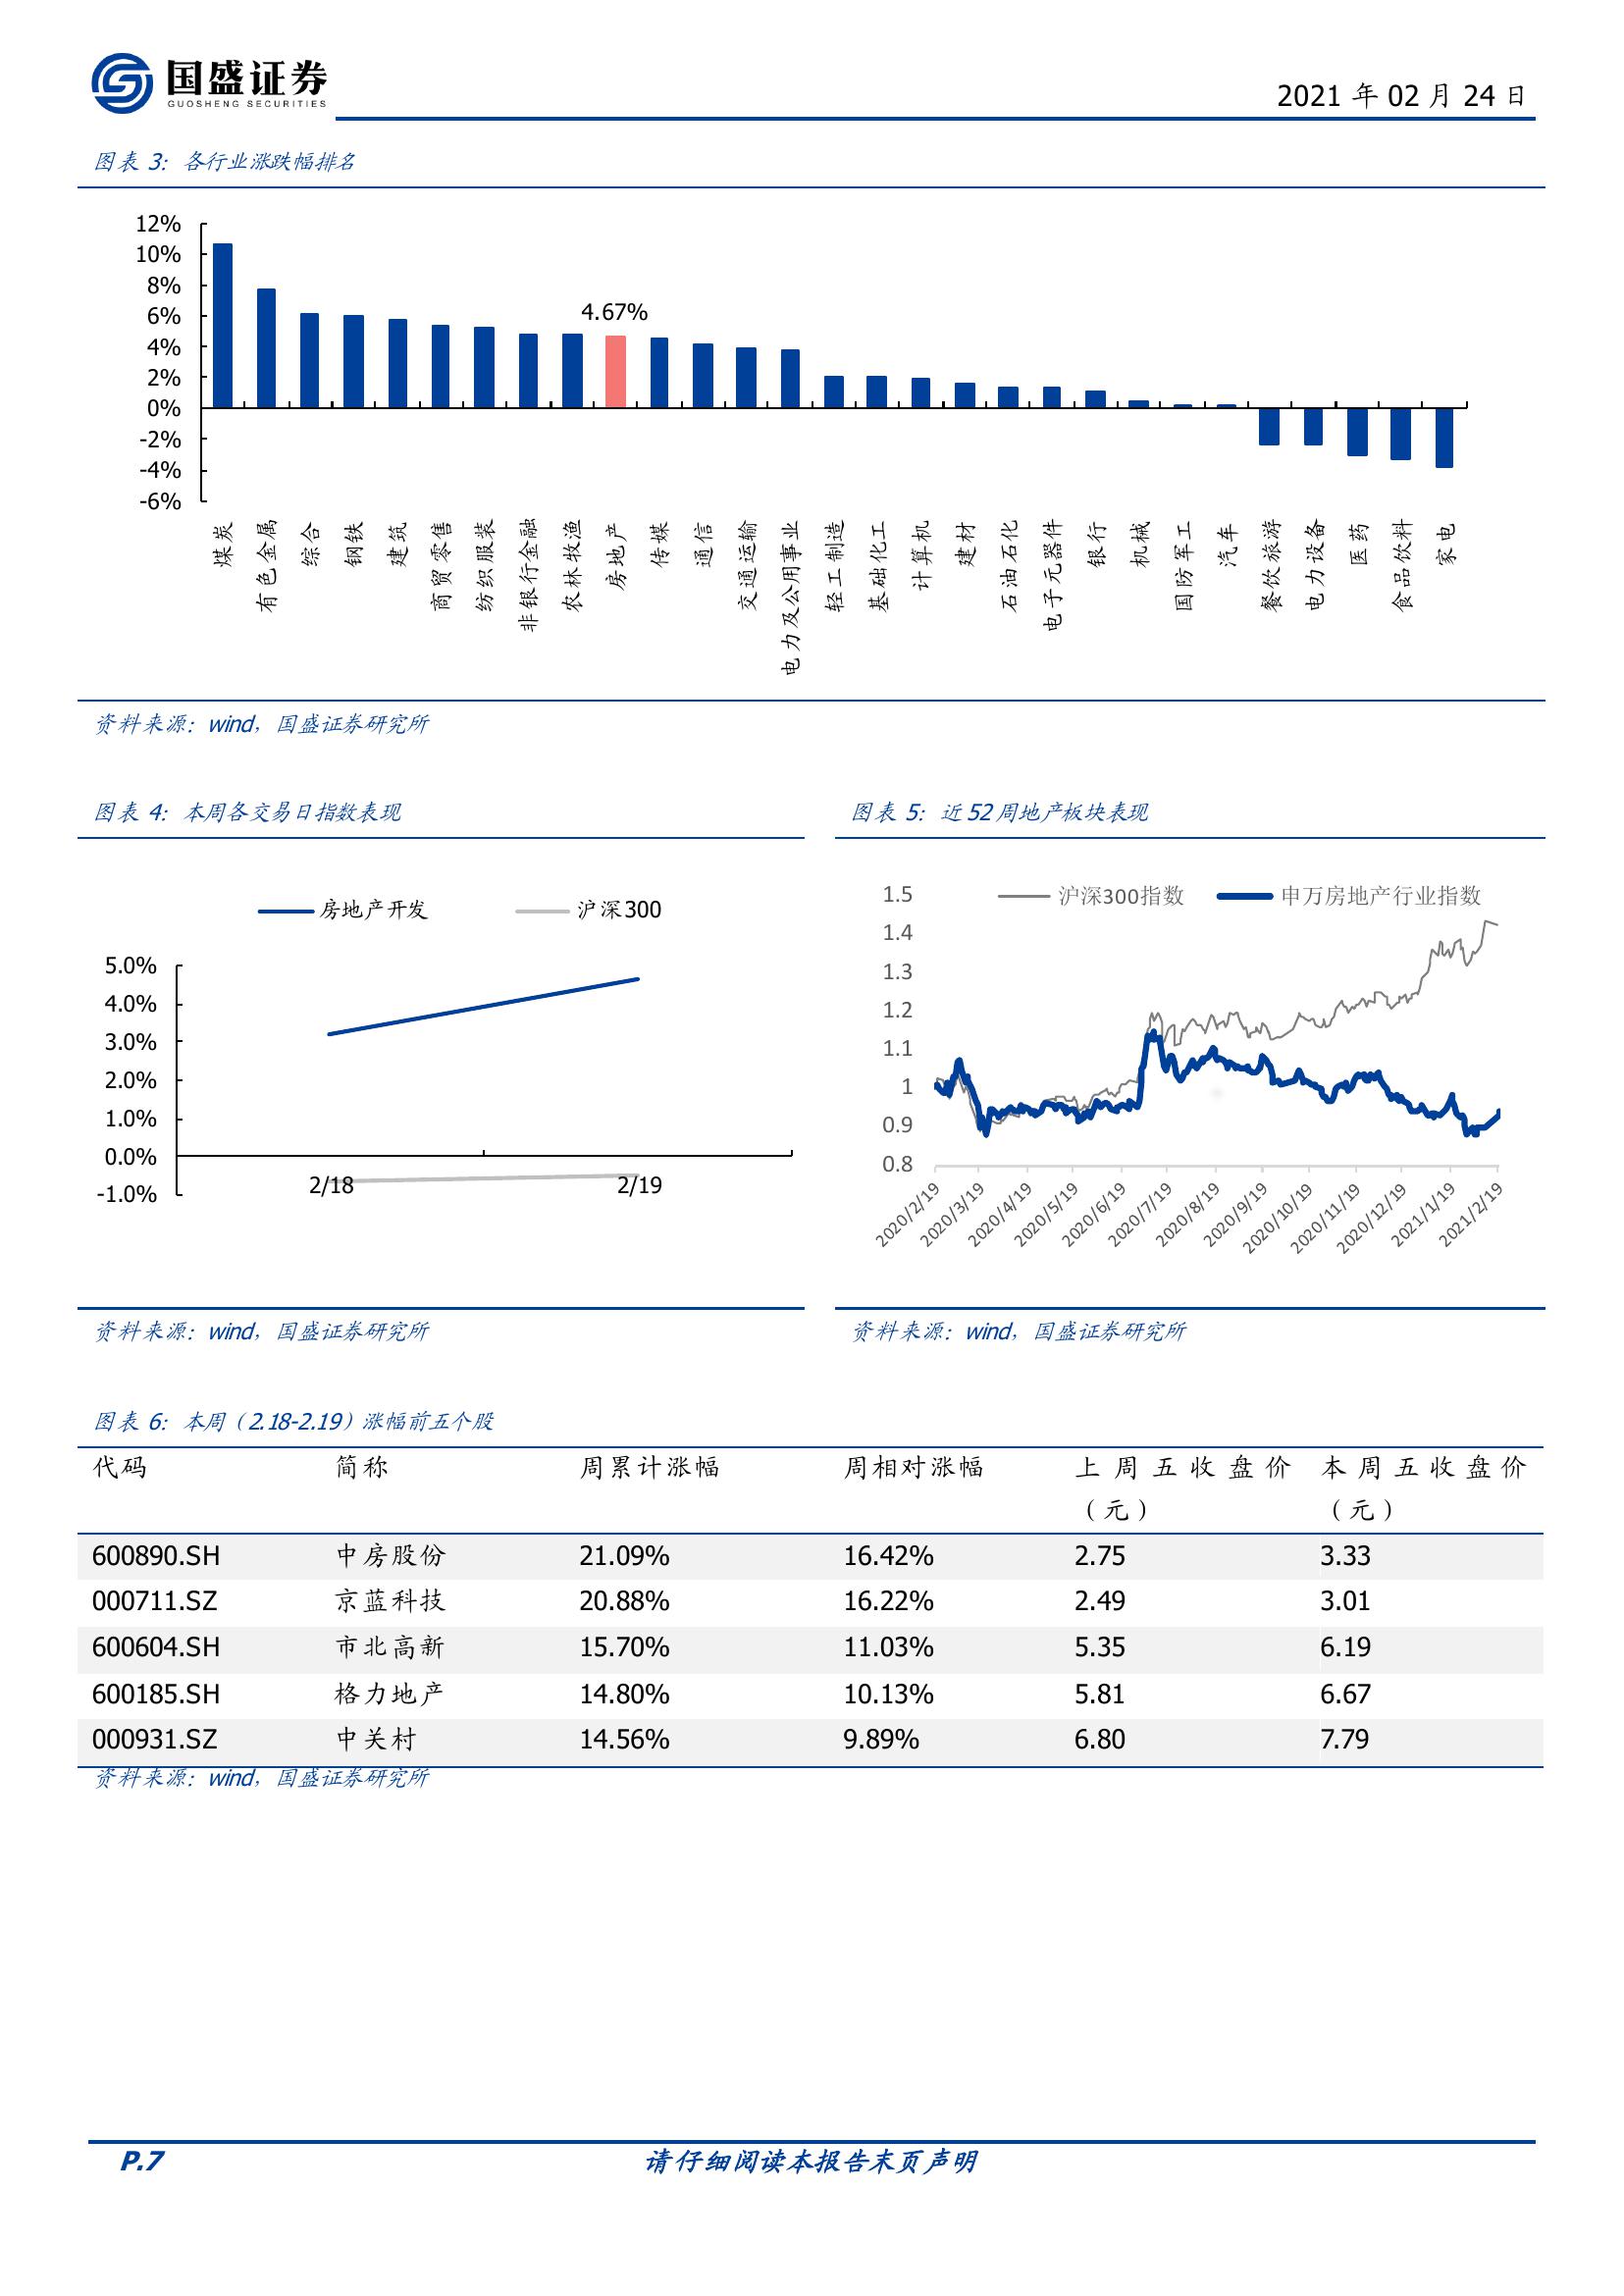 国盛证券
GUOSHENG SECURITIES
2021 年 02 月 24 日
图表 3：各行业涨跌幅排名
12%
10%
8%
6%
4%
2%
0%
-2%
-4%
-6%
4.67%
煤炭
有色金属
综合
钢铁
建筑
商贸零售
纺织服装
非银行金融
农林牧渔
房地产
传媒
通信
交通运输
电力及公用事业
轻工制造
基础化工
计算机
建材
石油石化
电子元器件
银行
机械
国防军工
汽车
餐饮旅游
电力设备
医药
食品饮料
家电
资料来源：wind，国盛证券研究所
图表 4：本周各交易日指数表现
房地产开发 沪深300
5.0%
4.0%
3.0%
2.0%
1.0%
0.0%
-1.0%
2/18 2/19
资料来源：wind，国盛证券研究所
图表 5：近 52 周地产板块表现
沪深300指数 申万房地产行业指数
1.5
1.4
1.3
1.2
1.1
1
0.9
0.8
2020/2/19
2020/3/19
2020/4/19
2020/5/19
2020/6/19
2020/7/19
2020/8/19
2020/9/19
2020/10/19
2020/11/19
2020/12/19
2021/1/19
2021/2/19
资料来源：wind，国盛证券研究所
图表 6：本周（2.18-2.19）涨幅前五个股
代码 简称 周累计涨幅 周相对涨幅 上周五收盘价（元） 本周五收盘价（元）
600890.SH 中房股份 21.09% 16.42% 2.75 3.33
000711.SZ 京蓝科技 20.88% 16.22% 2.49 3.01
600604.SH 市北高新 15.70% 11.03% 5.35 6.19
600185.SH 格力地产 14.80% 10.13% 5.81 6.67
000931.SZ 中关村 14.56% 9.89% 6.80 7.79
资料来源：wind，国盛证券研究所
P.7 请仔细阅读本报告末页声明